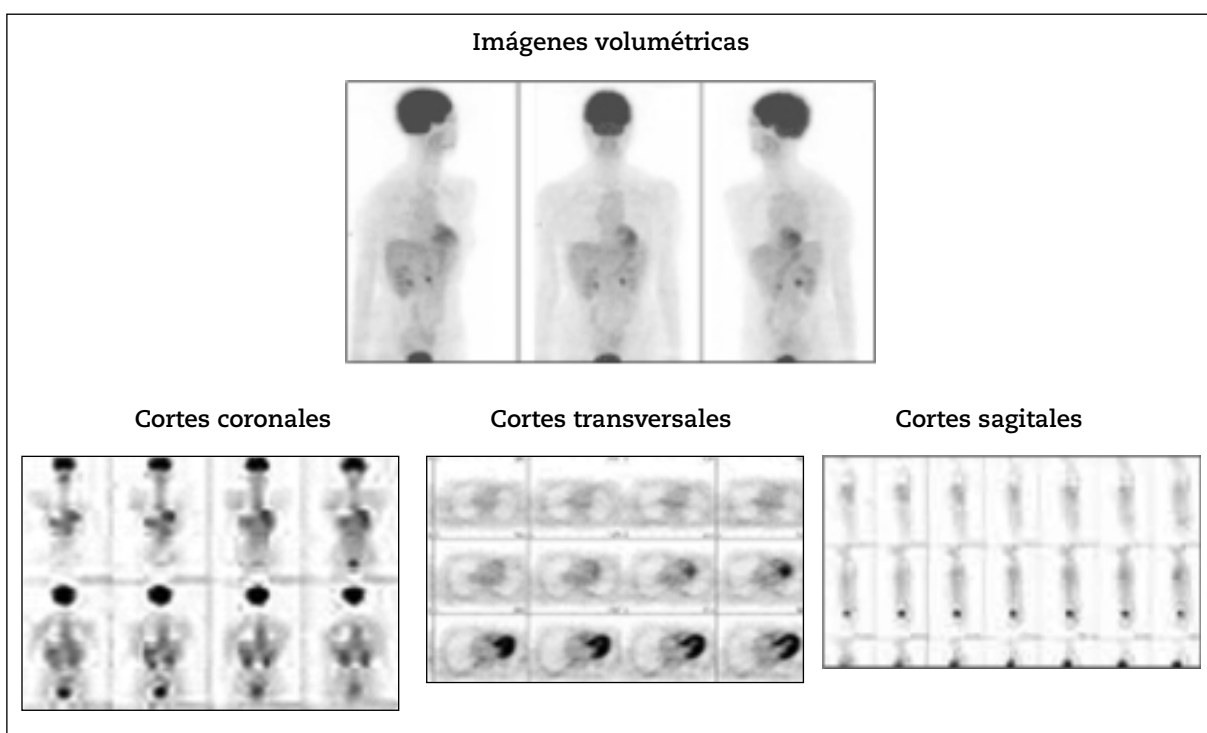 Imágenes volumétricas
Cortes coronales
Cortes transversales
Cortes sagitales